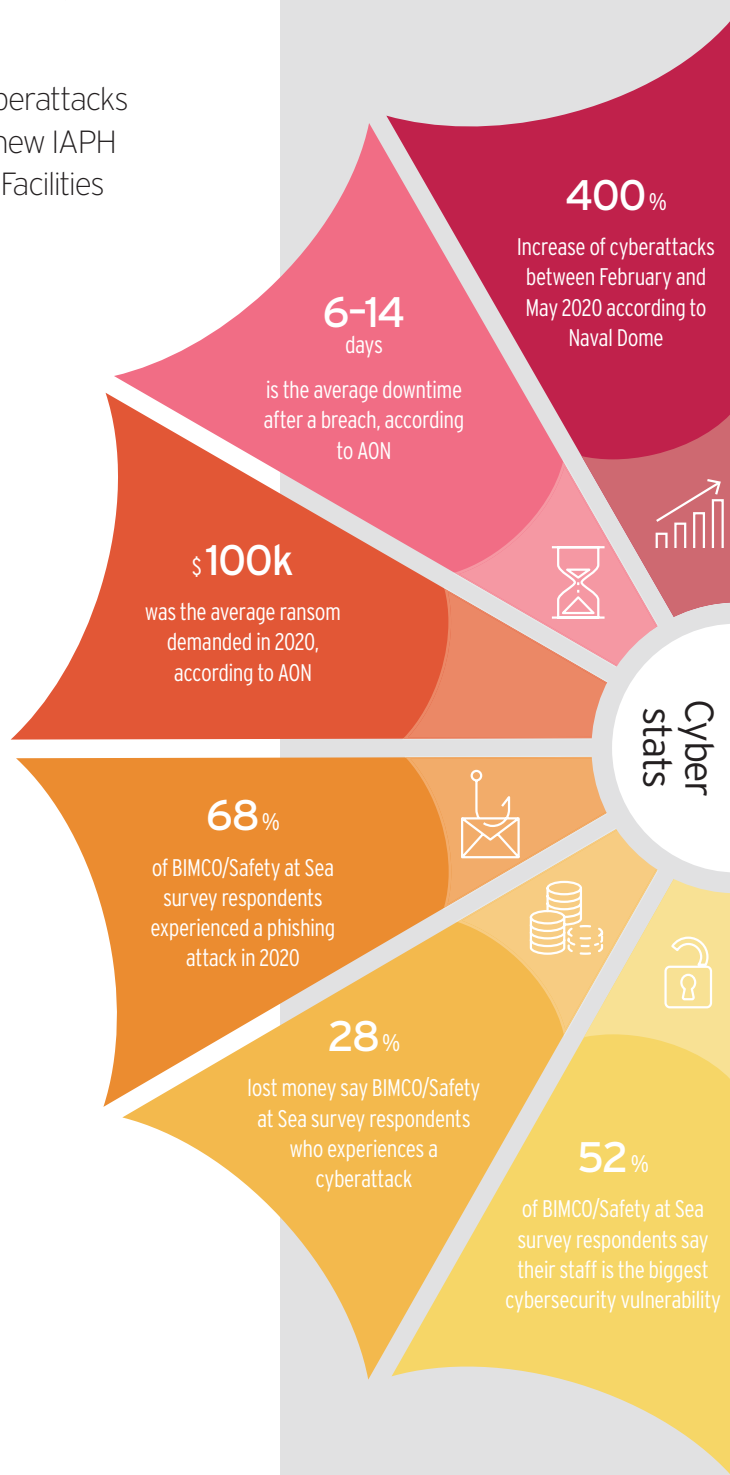 perattacks
new IAPH
Facilities
400%
Increase of cyberattacks
between February and
May 2020 according to
Naval Dome
6-14
days
is the average downtime
after a breach, according
to AON
$100k
was the average ransom
demanded in 2020,
according to AON
68%
of BIMCO/Safety at Sea
survey respondents
experienced a phishing
attack in 2020
28%
lost money say BIMCO/Safety
at Sea survey respondents
who experiences a
cyberattack
52%
of BIMCO/Safety at Sea
survey respondents say
their staff is the biggest
cybersecurity vulnerability
Cyber
stats